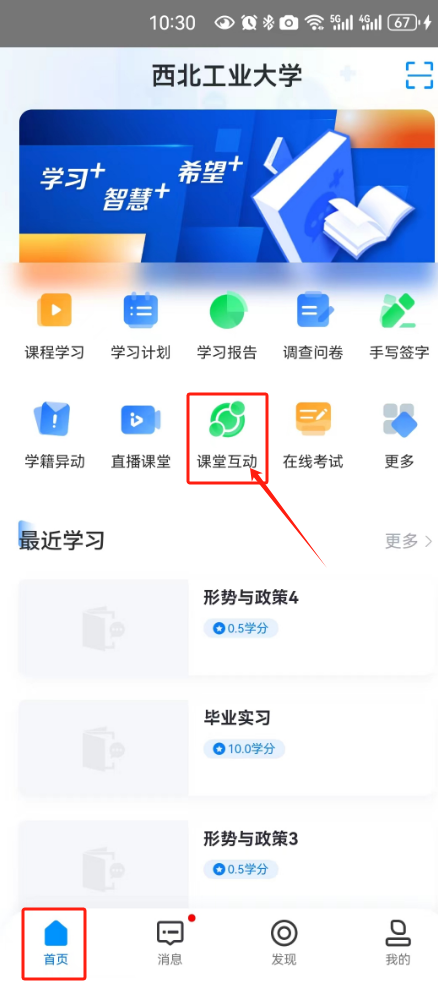 10:30
5G
4G
67
西北工业大学
学习+
智慧+
希望+
课程学习
学习计划
学习报告
调查问卷
手写签字
学籍异动
直播课堂
课堂互动
在线考试
更多
最近学习
更多
形势与政策4
0.5学分
毕业实习
10.0学分
形势与政策3
0.5学分
首页
消息
发现
我的